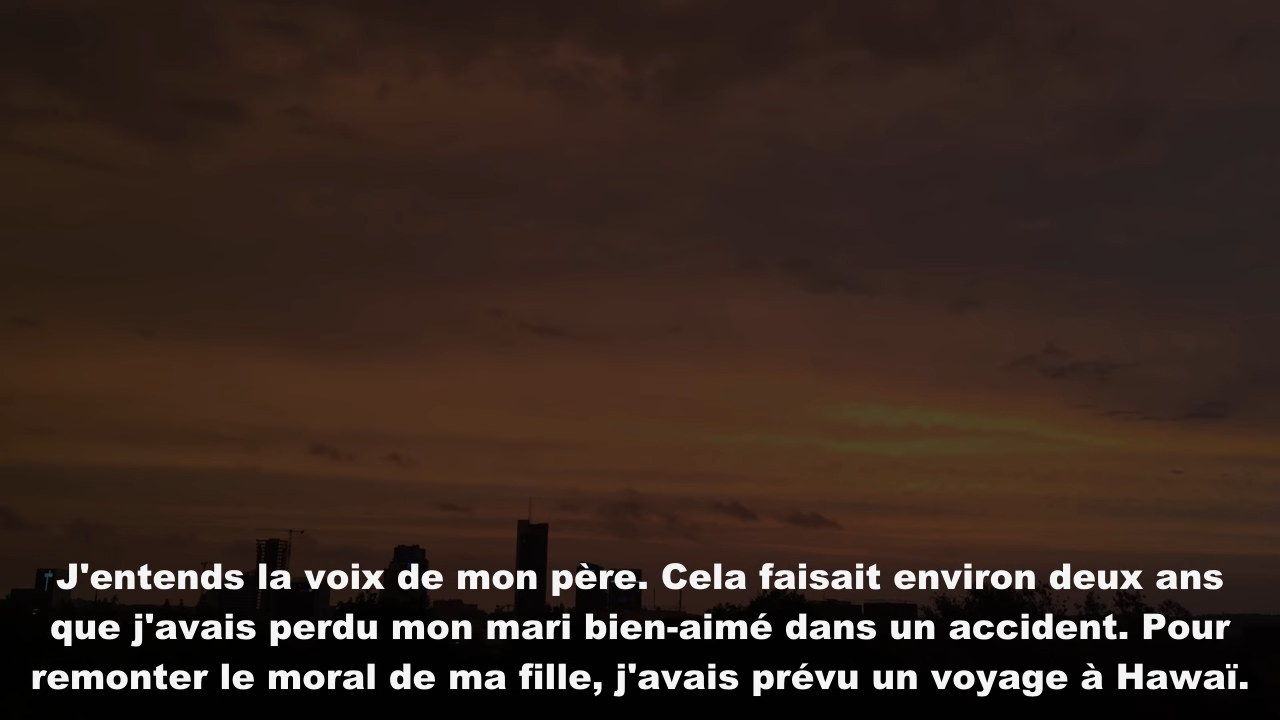 J'entends la voix de mon père. Cela faisait environ deux ans
que j'avais perdu mon mari bien-aimé dans un accident. Pour
remonter le moral de ma fille, j'avais prévu un voyage à Hawaï.